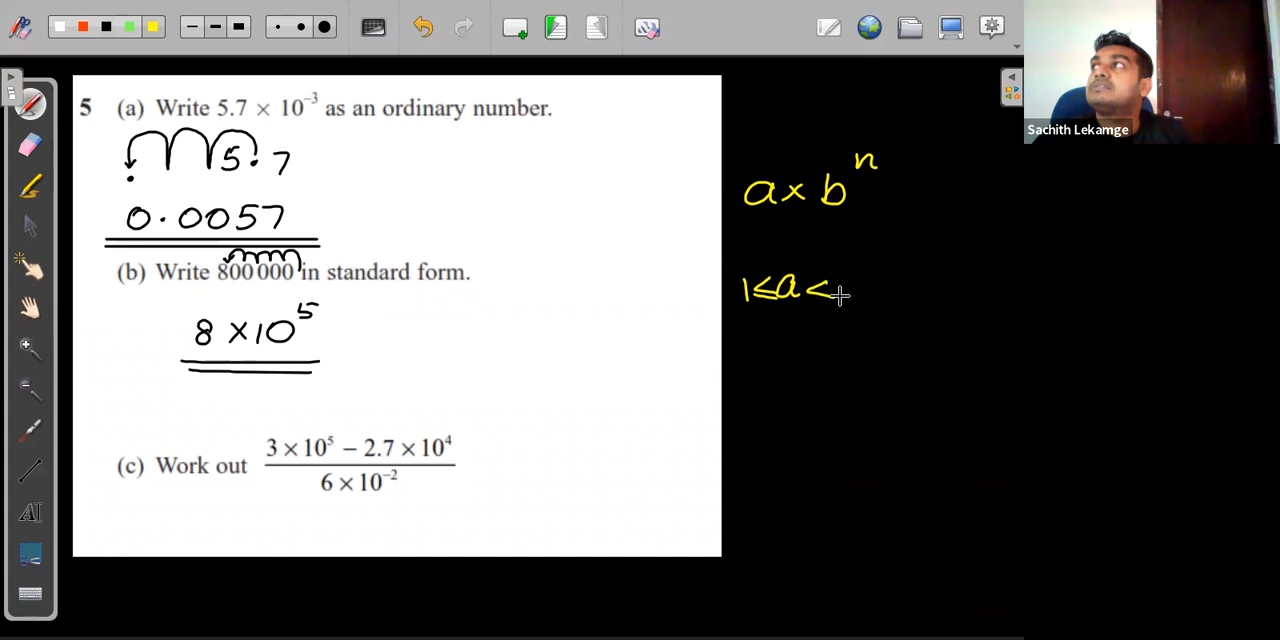 5 (a) Write 5.7 × 10⁻³ as an ordinary number.
5.7
0.0057
(b) Write 800 000 in standard form.
8 × 10⁵
(c) Work out (3 × 10⁵ − 2.7 × 10⁴) / (6 × 10⁻²)
a × bⁿ
1 ≤ a <
Sachith Lekamge